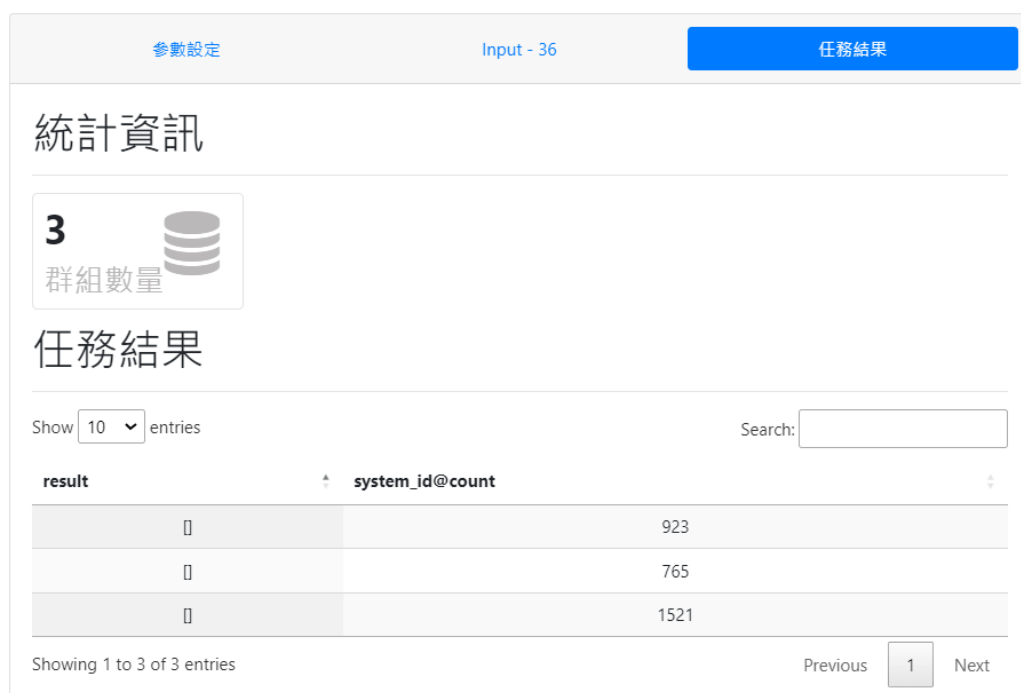 參數設定 Input - 36 任務結果
統計資訊
3
群組數量
任務結果
Show 10 entries Search:
result system_id@count
[] 923
[] 765
[] 1521
Showing 1 to 3 of 3 entries Previous 1 Next